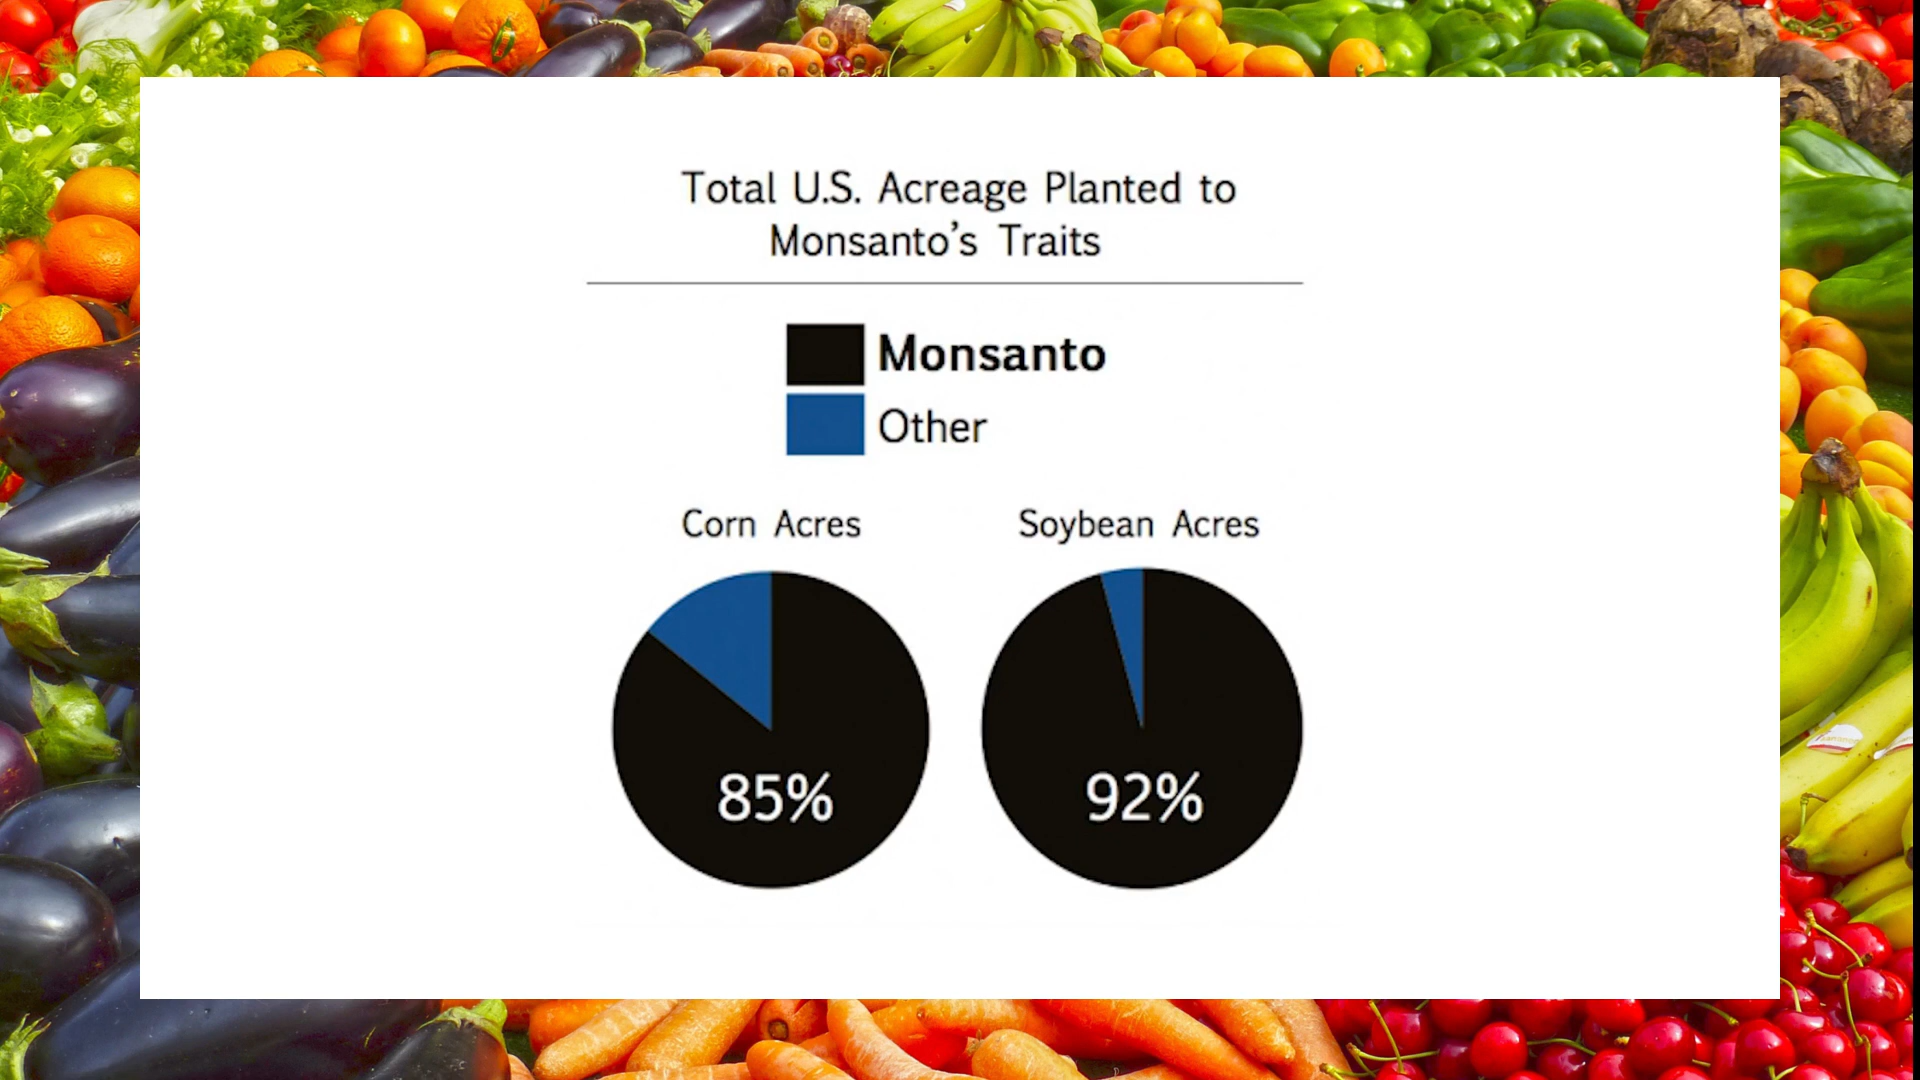 Total U.S. Acreage Planted to
Monsanto's Traits
Monsanto
Other
Corn Acres
Soybean Acres
85%
92%